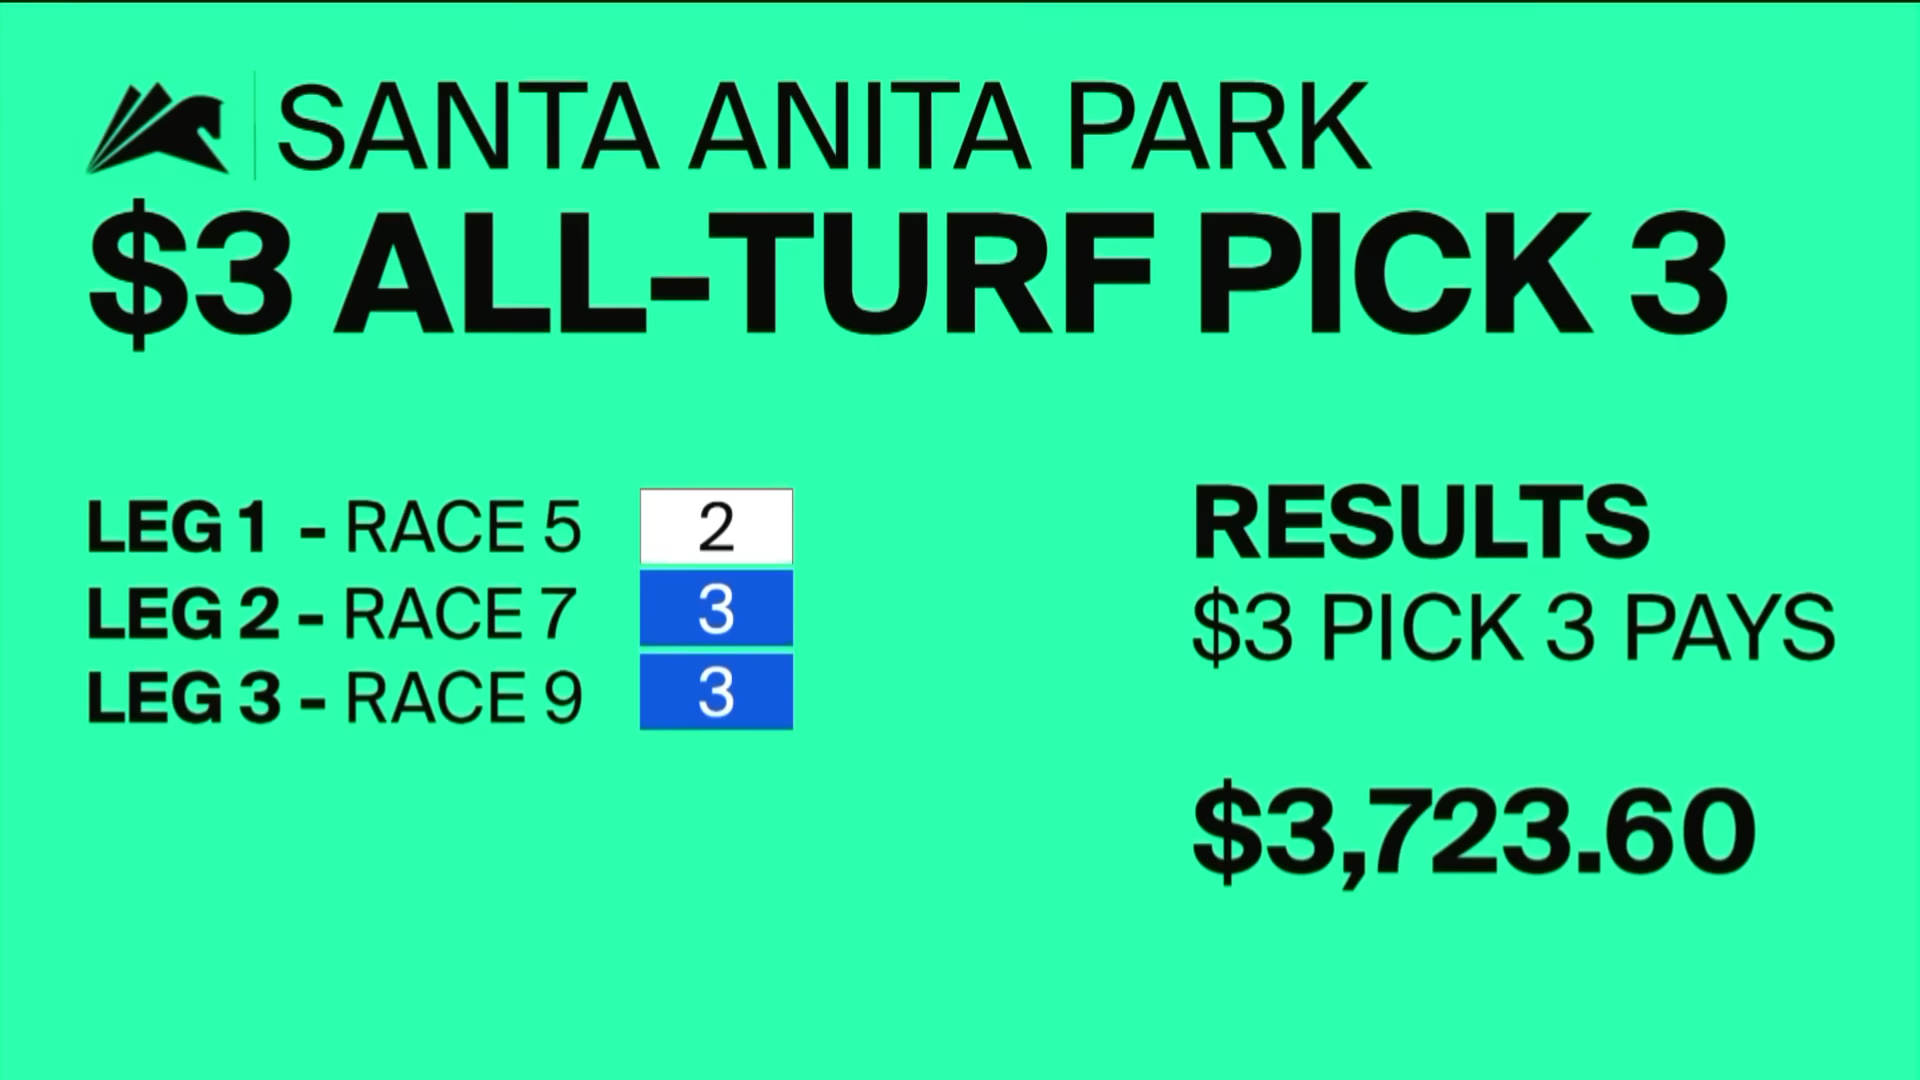 SANTA ANITA PARK
$3 ALL-TURF PICK 3
LEG 1 - RACE 5 2
LEG 2 - RACE 7 3
LEG 3 - RACE 9 3
RESULTS
$3 PICK 3 PAYS
$3,723.60